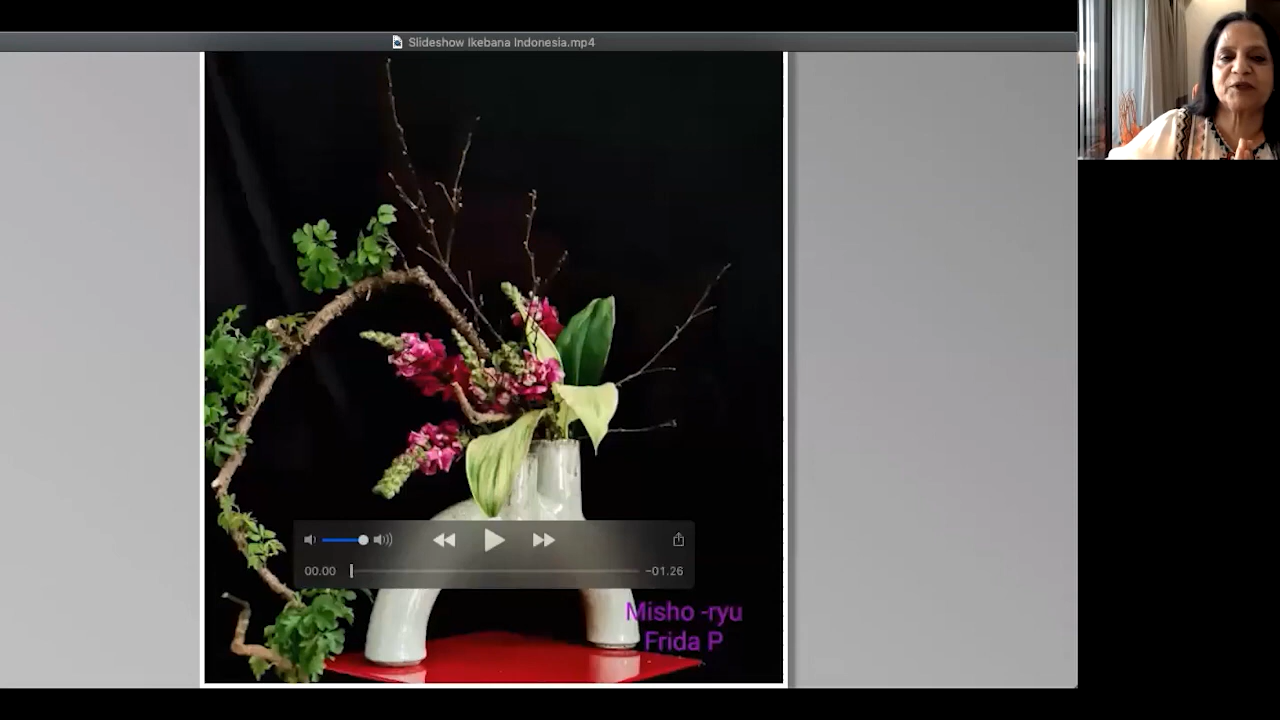 Slideshow Ikebana Indonesia.mp4
00.00
−01.26
Misho -ryu
Frida P